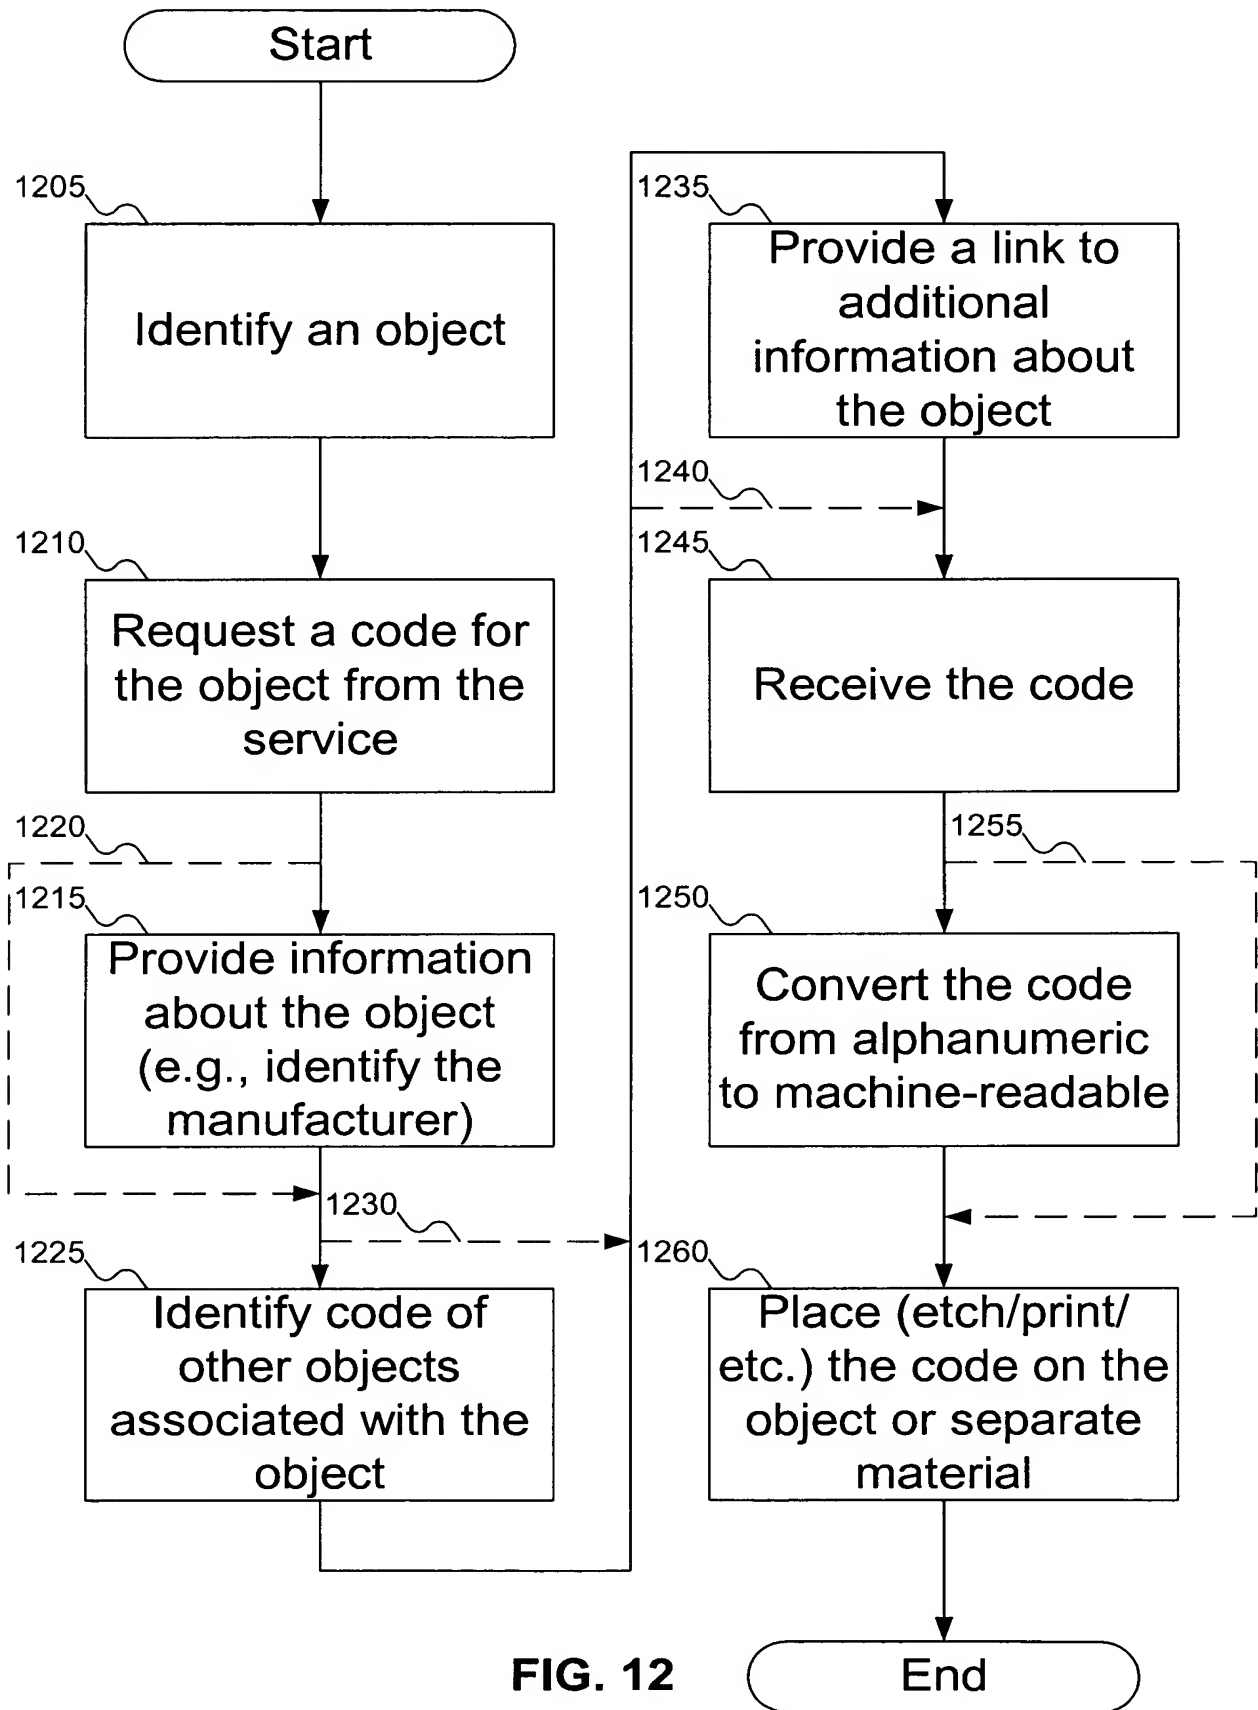 Start
1205
Identify an object
1210
Request a code for
the object from the
service
1220
1215
Provide information
about the object
(e.g., identify the
manufacturer)
1230
1225
Identify code of
other objects
associated with the
object
1235
Provide a link to
additional
information about
the object
1240
1245
Receive the code
1255
1250
Convert the code
from alphanumeric
to machine-readable
1260
Place (etch/print/
etc.) the code on the
object or separate
material
End
FIG. 12